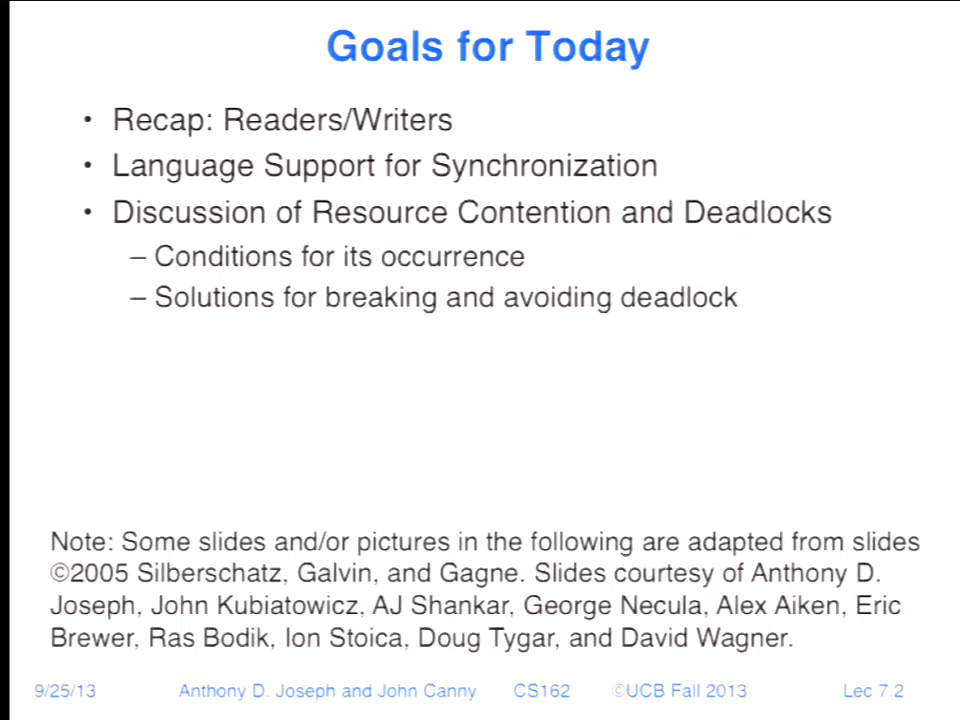 Goals for Today
• Recap: Readers/Writers
• Language Support for Synchronization
• Discussion of Resource Contention and Deadlocks
– Conditions for its occurrence
– Solutions for breaking and avoiding deadlock
Note: Some slides and/or pictures in the following are adapted from slides
©2005 Silberschatz, Galvin, and Gagne. Slides courtesy of Anthony D.
Joseph, John Kubiatowicz, AJ Shankar, George Necula, Alex Aiken, Eric
Brewer, Ras Bodik, Ion Stoica, Doug Tygar, and David Wagner.
9/25/13 Anthony D. Joseph and John Canny CS162 ©UCB Fall 2013 Lec 7.2